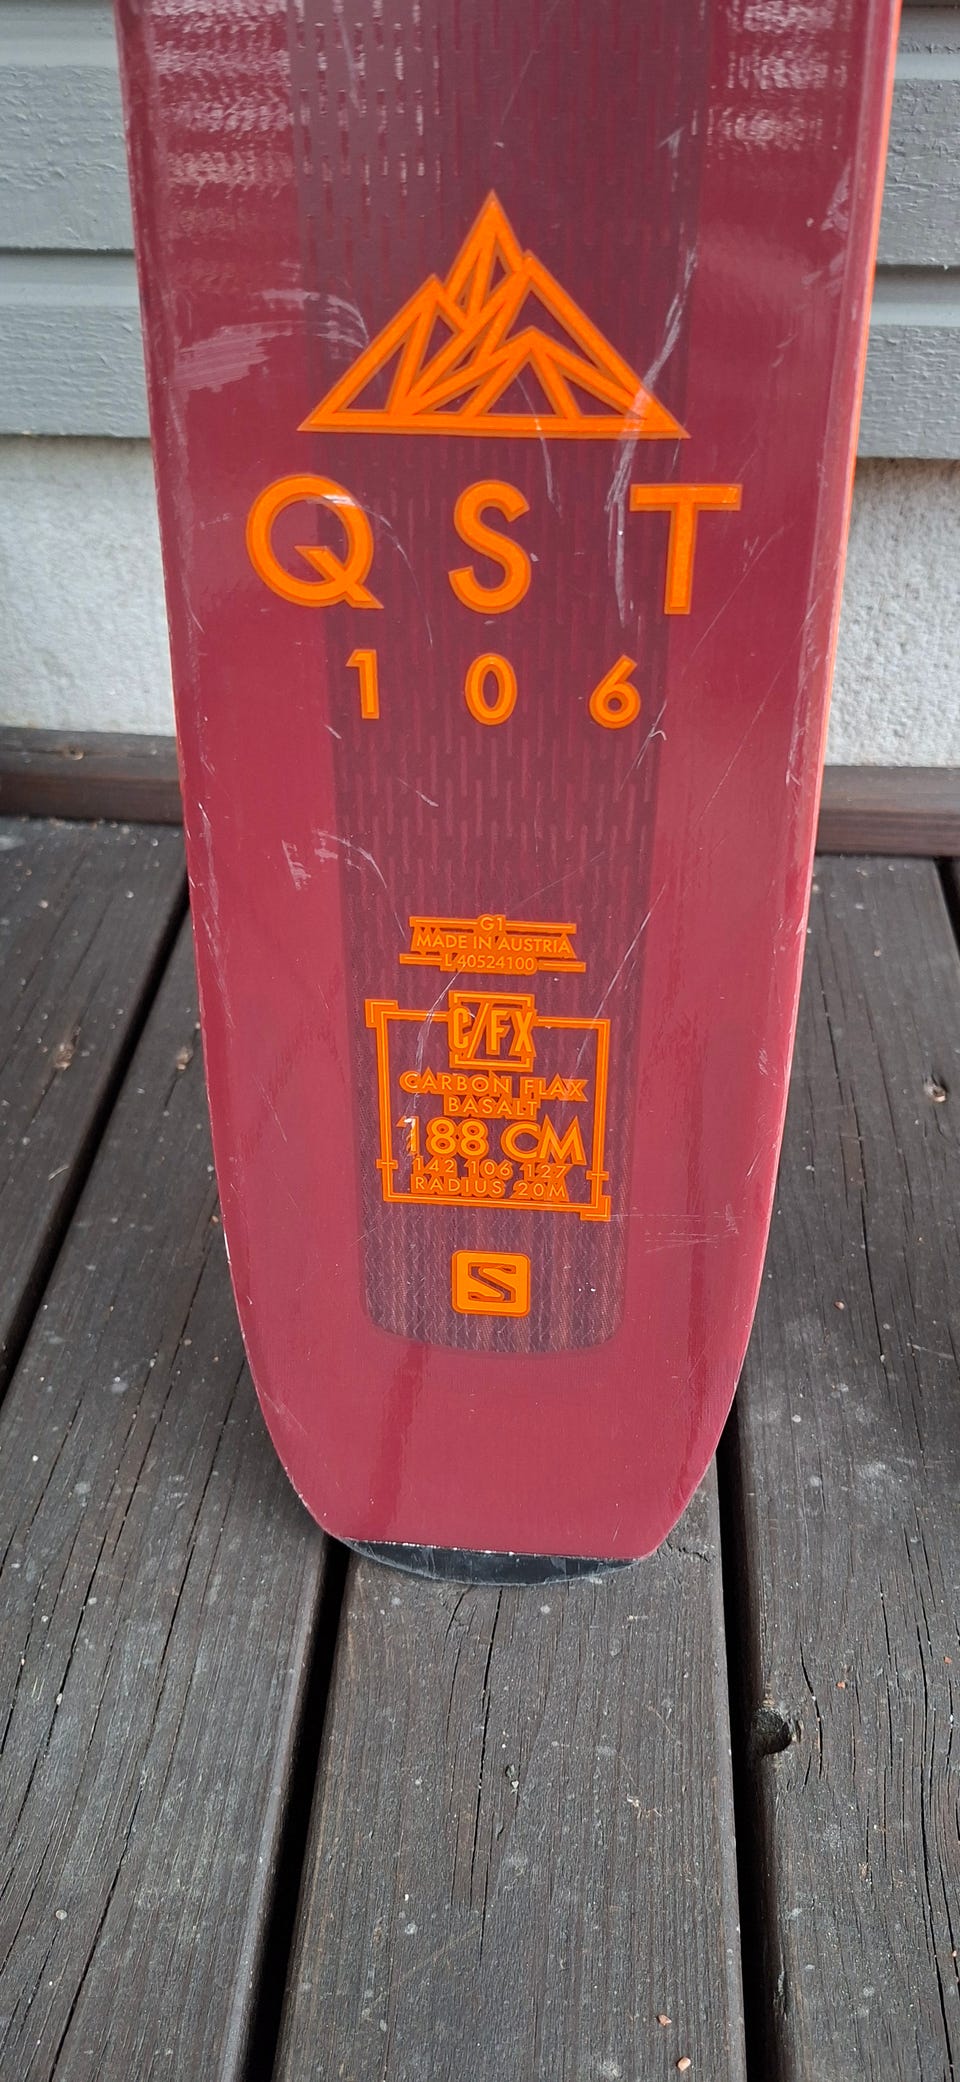 QST
106
G1
MADE IN AUSTRIA
L40524100
C/FX
CARBON FLAX
BASALT
188 CM
142 106 127
RADIUS 20M
S